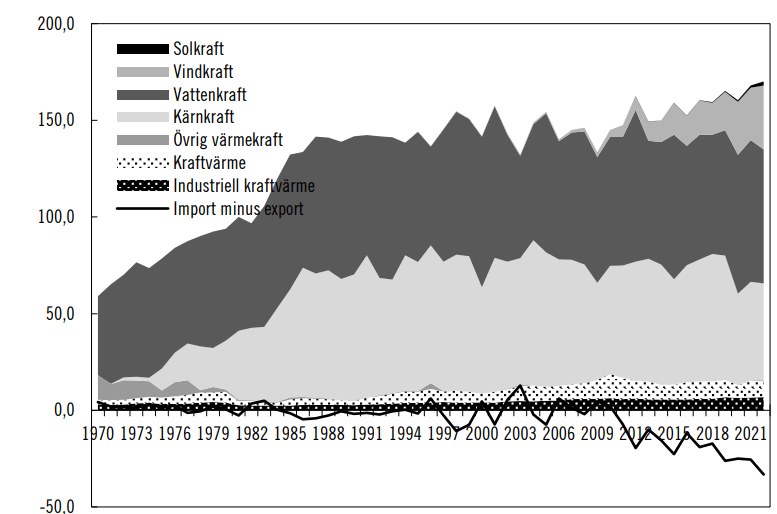 200,0
150,0
100,0
50,0
0,0
-50,0
Solkraft
Vindkraft
Vattenkraft
Kärnkraft
Övrig värmekraft
Kraftvärme
Industriell kraftvärme
Import minus export
1970 1973 1976 1979 1982 1985 1988 1991 1994 1997 2000 2003 2006 2009 2012 2015 2018 2021